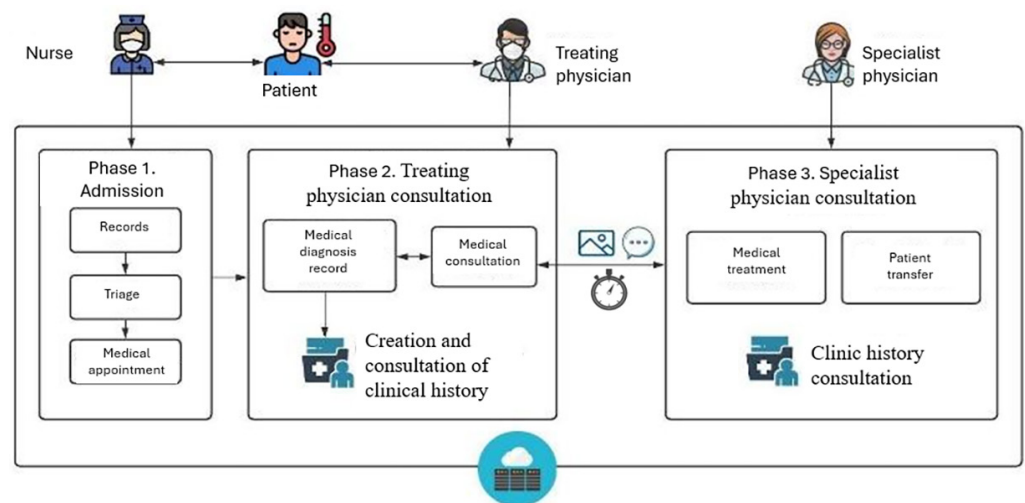 Nurse
Patient
Treating
physician
Specialist
physician
Phase 1.
Admission
Records
Triage
Medical
appointment
Phase 2. Treating
physician consultation
Medical
diagnosis
record
Medical
consultation
Creation and
consultation of
clinical history
Phase 3. Specialist
physician consultation
Medical
treatment
Patient
transfer
Clinic history
consultation